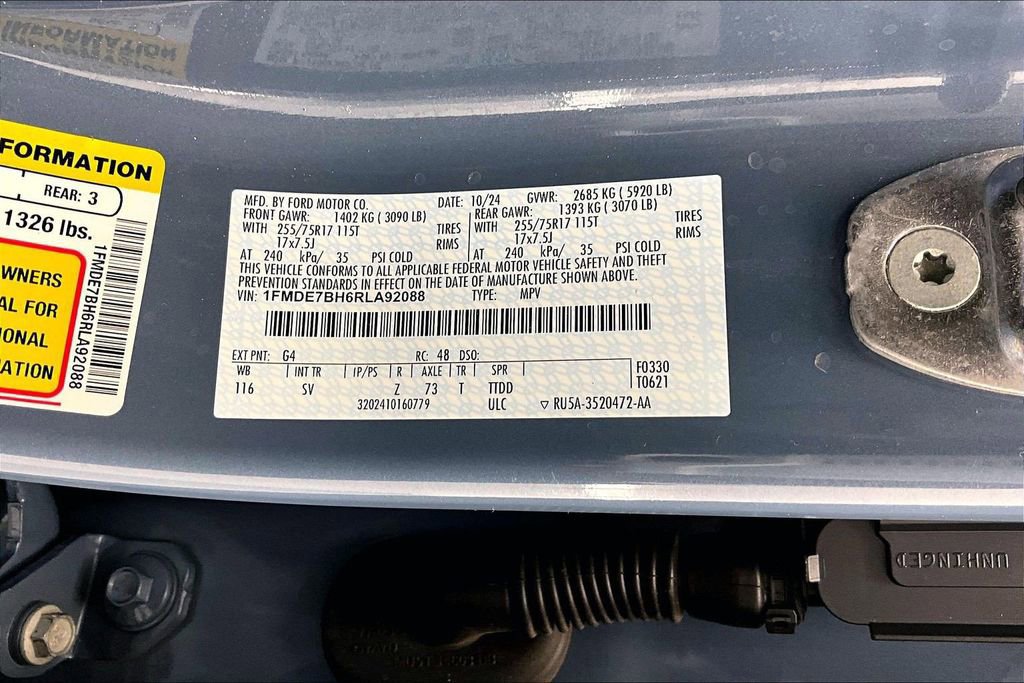 FORMATION
REAR: 3
1326 lbs.
WNERS
AL FOR
IONAL
MATION
1FMDE7BH6RLA92088
MFD. BY FORD MOTOR CO. DATE: 10/24 GVWR: 2685 KG ( 5920 LB)
FRONT GAWR: 1402 KG ( 3090 LB) REAR GAWR: 1393 KG ( 3070 LB)
WITH 255/75R17 115T TIRES WITH 255/75R17 115T TIRES
17x7.5J RIMS 17x7.5J RIMS
AT 240 kPa/ 35 PSI COLD AT 240 kPa/ 35 PSI COLD
THIS VEHICLE CONFORMS TO ALL APPLICABLE FEDERAL MOTOR VEHICLE SAFETY AND THEFT
PREVENTION STANDARDS IN EFFECT ON THE DATE OF MANUFACTURE SHOWN ABOVE.
VIN: 1FMDE7BH6RLA92088 TYPE: MPV
EXT PNT: G4 RC: 48 DSO:
WB INT TR TP/PS R AXLE TR SPR F0330
116 SV Z 73 T TTDD T0621
3202410160779 ULC ▽ RU5A-3520472-AA
UNHINGED